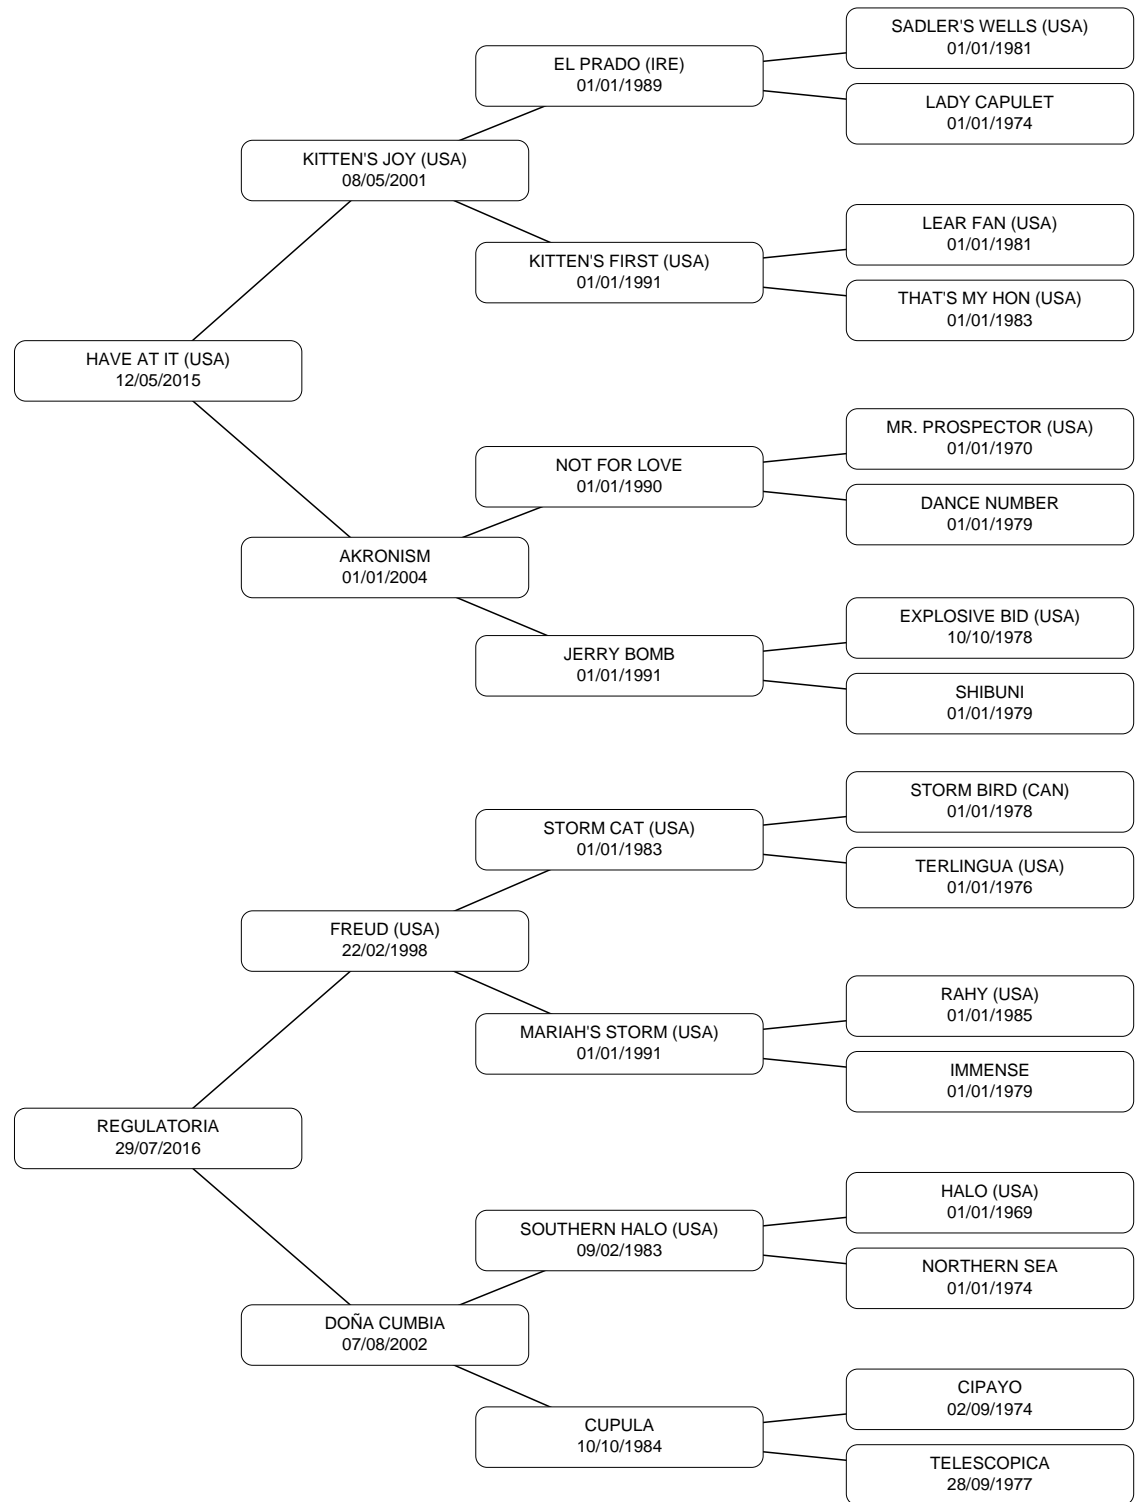 SADLER'S WELLS (USA)
01/01/1981
EL PRADO (IRE)
01/01/1989
LADY CAPULET
01/01/1974
KITTEN'S JOY (USA)
08/05/2001
LEAR FAN (USA)
01/01/1981
KITTEN'S FIRST (USA)
01/01/1991
THAT'S MY HON (USA)
01/01/1983
HAVE AT IT (USA)
12/05/2015
MR. PROSPECTOR (USA)
01/01/1970
NOT FOR LOVE
01/01/1990
DANCE NUMBER
01/01/1979
AKRONISM
01/01/2004
EXPLOSIVE BID (USA)
10/10/1978
JERRY BOMB
01/01/1991
SHIBUNI
01/01/1979
STORM BIRD (CAN)
01/01/1978
STORM CAT (USA)
01/01/1983
TERLINGUA (USA)
01/01/1976
FREUD (USA)
22/02/1998
RAHY (USA)
01/01/1985
MARIAH'S STORM (USA)
01/01/1991
IMMENSE
01/01/1979
REGULATORIA
29/07/2016
HALO (USA)
01/01/1969
SOUTHERN HALO (USA)
09/02/1983
NORTHERN SEA
01/01/1974
DOÑA CUMBIA
07/08/2002
CIPAYO
02/09/1974
CUPULA
10/10/1984
TELESCOPICA
28/09/1977